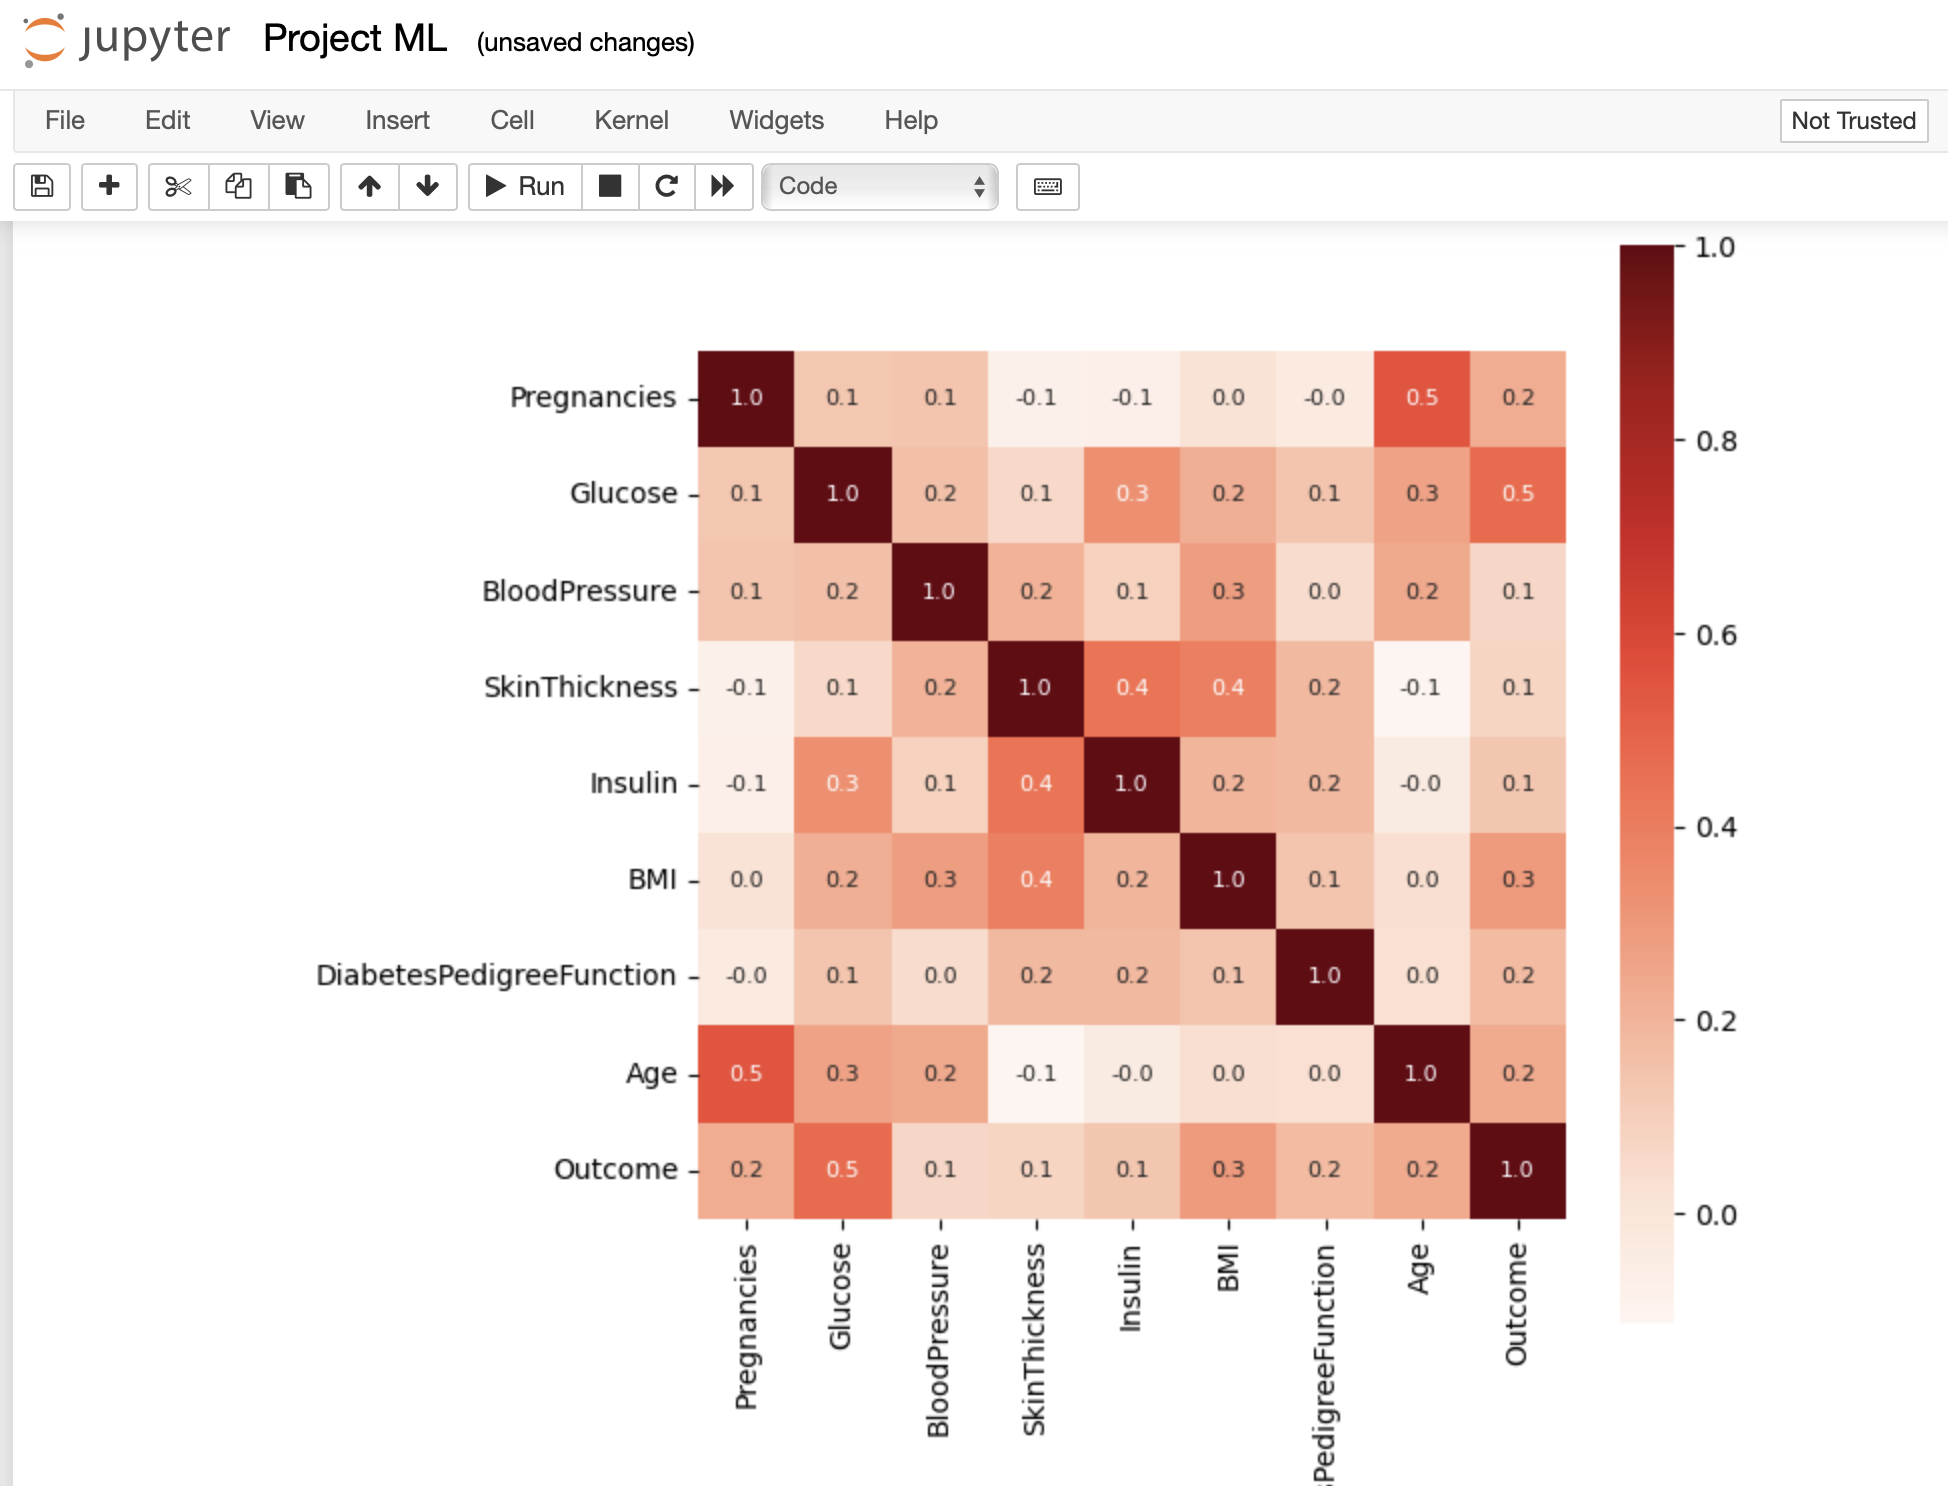 jupyter Project ML (unsaved changes)
File Edit View Insert Cell Kernel Widgets Help Not Trusted
Run Code
1.0
Pregnancies 1.0 0.1 0.1 -0.1 -0.1 0.0 -0.0 0.5 0.2
0.8
Glucose 0.1 1.0 0.2 0.1 0.3 0.2 0.1 0.3 0.5
BloodPressure 0.1 0.2 1.0 0.2 0.1 0.3 0.0 0.2 0.1
0.6
SkinThickness -0.1 0.1 0.2 1.0 0.4 0.4 0.2 -0.1 0.1
Insulin -0.1 0.3 0.1 0.4 1.0 0.2 0.2 -0.0 0.1
0.4
BMI 0.0 0.2 0.3 0.4 0.2 1.0 0.1 0.0 0.3
DiabetesPedigreeFunction -0.0 0.1 0.0 0.2 0.2 0.1 1.0 0.0 0.2
0.2
Age 0.5 0.3 0.2 -0.1 -0.0 0.0 0.0 1.0 0.2
Outcome 0.2 0.5 0.1 0.1 0.1 0.3 0.2 0.2 1.0
0.0
Pregnancies
Glucose
BloodPressure
SkinThickness
Insulin
BMI
sPedigreeFunction
Age
Outcome